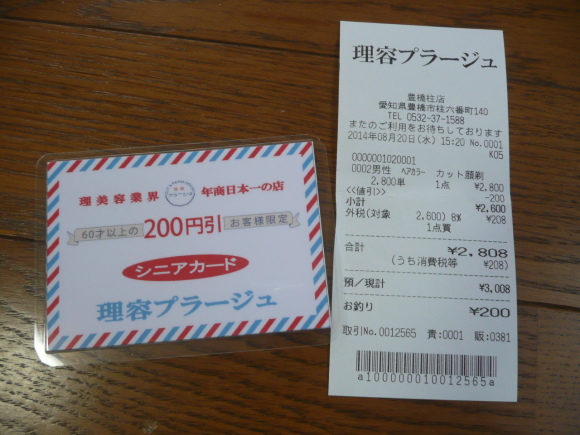 理美容業界 年商日本一の店
60才以上の 200円引 お客様限定
シニアカード
理容プラージュ
理容プラージュ
豊橋柱店
愛知県豊橋市柱六番町140
TEL 0532-37-1588
またのご利用をお待ちしております
2014年08月20日(水) 15:20 No.0001
K05
0000001020001
0002男性 ヘアカラー カット顔剃
2,800単 1点 ¥2,800
<<値引>> -200
小計 ¥2,600
外税(対象 2,600) 8% ¥208
1点買
合計 ¥2,808
(うち消費税等 ¥208)
預/現計 ¥3,008
お釣り ¥200
取引No.0012565 責:0001 販:0381
a100000010012565a